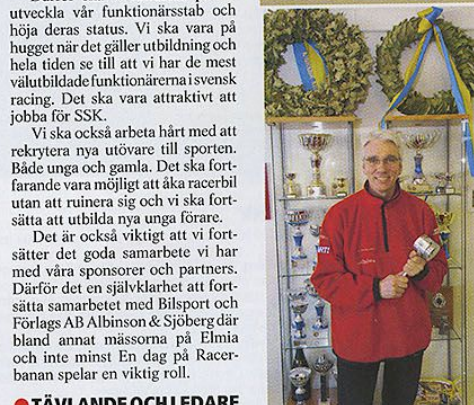 utveckla vår funktionärsstab och
höja deras status. Vi ska vara på
hugget när det gäller utbildning och
hela tiden se till att vi har de mest
välutbildade funktionärerna i svensk
racing. Det ska vara attraktivt att
jobba för SSK.
Vi ska också arbeta hårt med att
rekrytera nya utövare till sporten.
Både unga och gamla. Det ska fort-
farande vara möjligt att åka racerbil
utan att ruinera sig och vi ska fort-
sätta att utbilda nya unga förare.
Det är också viktigt att vi fort-
sätter det goda samarbete vi har
med våra sponsorer och partners.
Därför det en självklarhet att fort-
sätta samarbetet med Bilsport och
Förlags AB Albinson & Sjöberg där
bland annat mässorna på Elmia
och inte minst En dag på Racer-
banan spelar en viktig roll.
TÄVLANDE OCH LEDARE